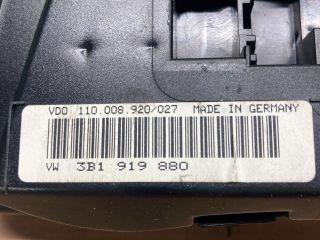 VDO 110.008.920/027 MADE IN GERMANY
VW 3B1 919 880